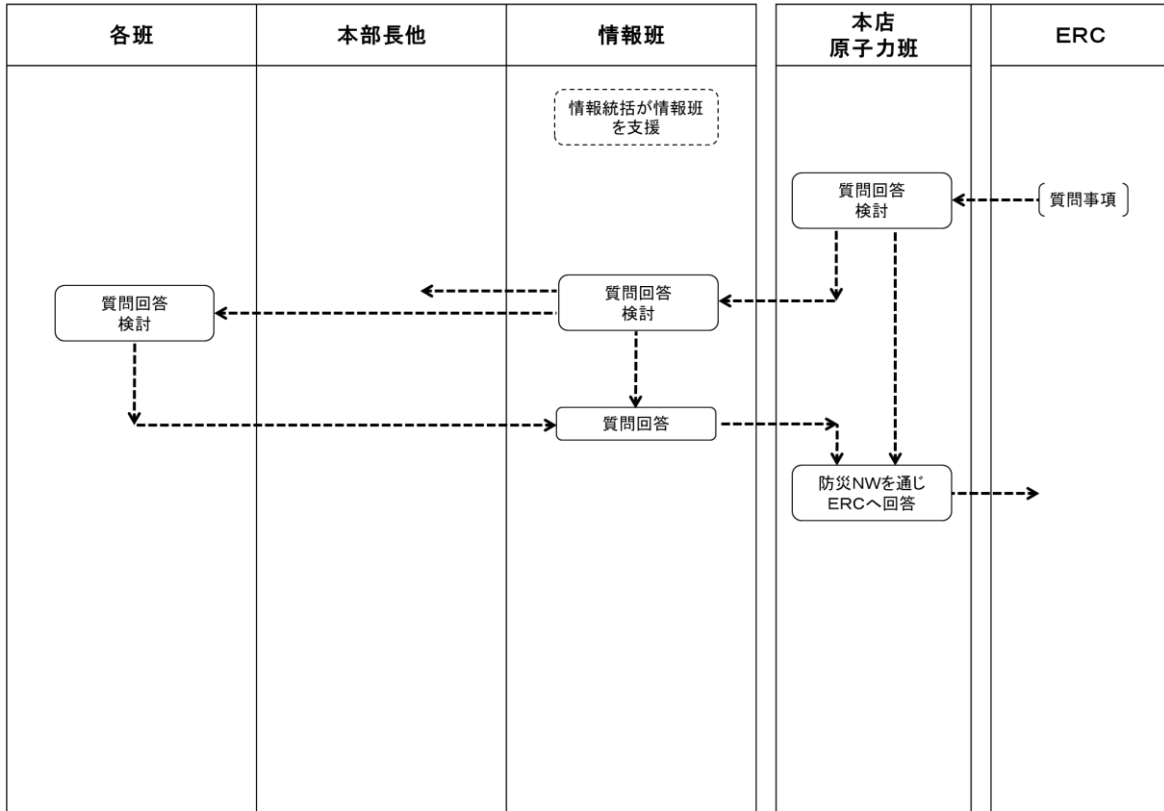 各班
本部長他
情報班
本店
原子力班
ERC
情報統括が情報班
を支援
質問回答
検討
質問事項
質問回答
検討
質問回答
検討
質問回答
防災NWを通じ
ERCへ回答